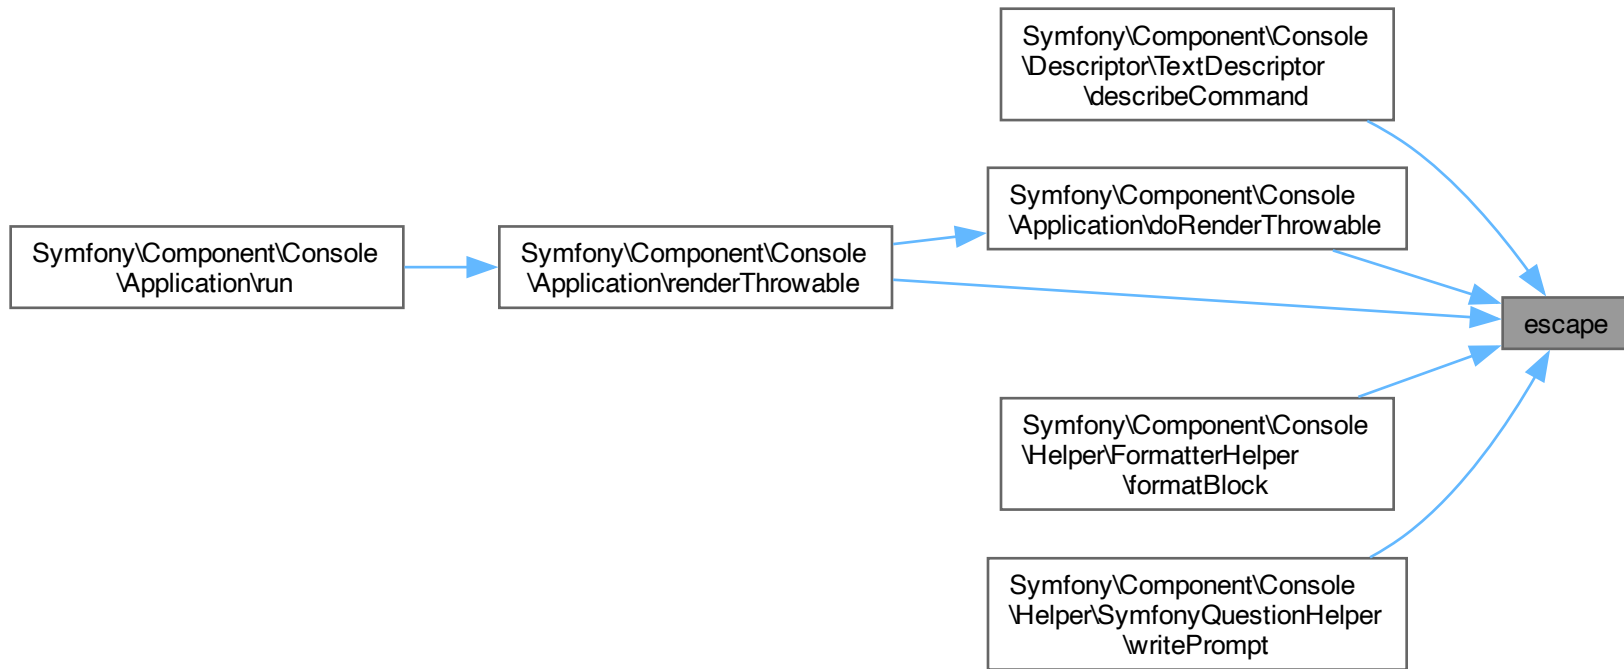 Symfony\Component\Console
\Descriptor\TextDescriptor
\describeCommand
Symfony\Component\Console
\Application\doRenderThrowable
Symfony\Component\Console
\Application\run
Symfony\Component\Console
\Application\renderThrowable
escape
Symfony\Component\Console
\Helper\FormatterHelper
\formatBlock
Symfony\Component\Console
\Helper\SymfonyQuestionHelper
\writePrompt